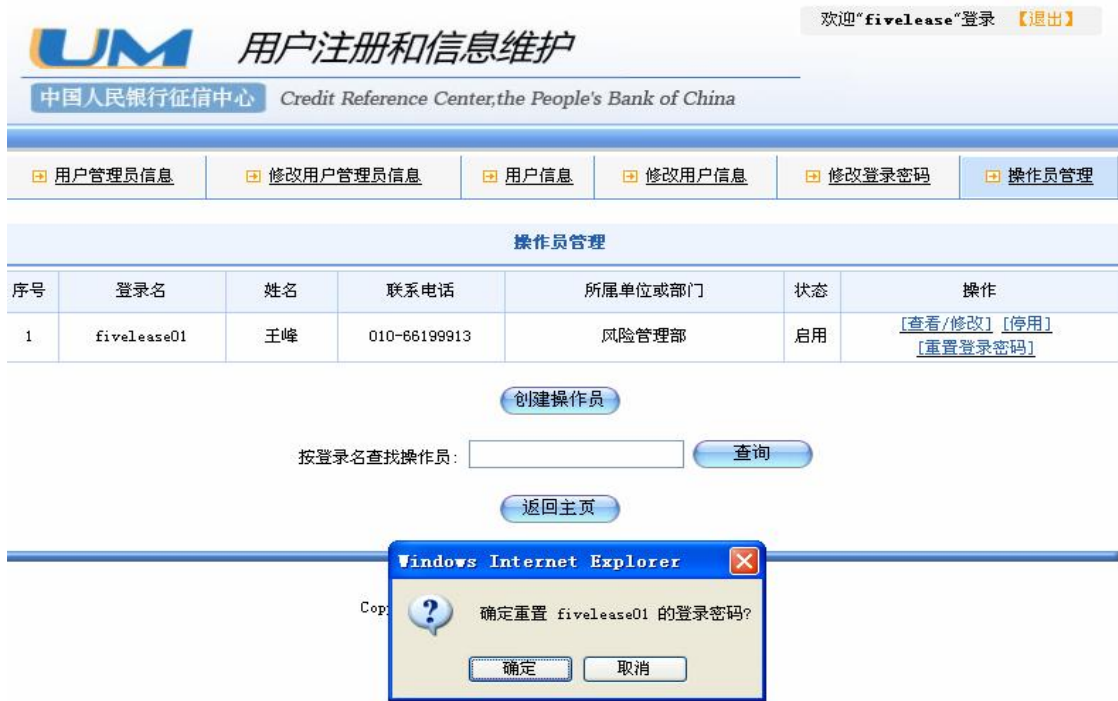 欢迎“fivelease”登录 【退出】
UM 用户注册和信息维护
中国人民银行征信中心 Credit Reference Center,the People's Bank of China
用户管理员信息 修改用户管理员信息 用户信息 修改用户信息 修改登录密码 操作员管理
操作员管理
序号 登录名 姓名 联系电话 所属单位或部门 状态 操作
1 fivelease01 王峰 010-66199913 风险管理部 启用 [查看/修改] [停用]
[重置登录密码]
创建操作员
按登录名查找操作员: 查询
返回主页
Windows Internet Explorer
确定重置 fivelease01 的登录密码?
确定 取消